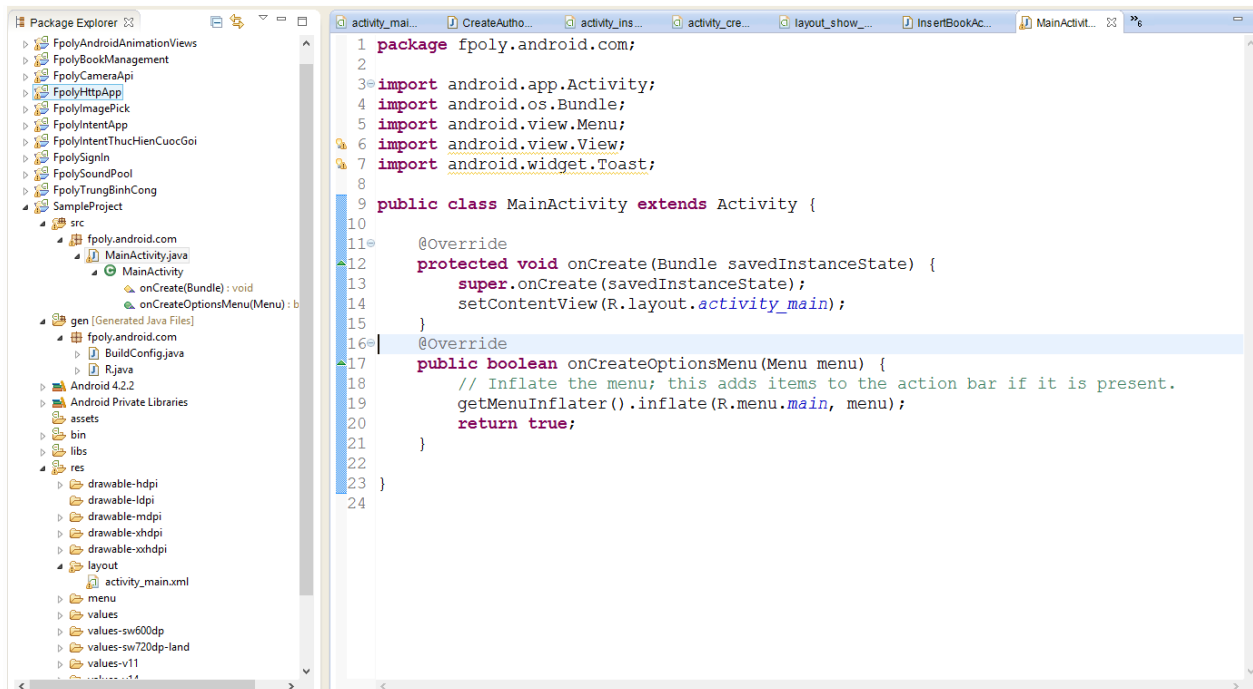 Package Explorer
FpolyAndroidAnimationViews
FpolyBookManagement
FpolyCameraApi
FpolyHttpApp
FpolyImagePick
FpolyIntentApp
FpolyIntentThucHienCuocGoi
FpolySignIn
FpolySoundPool
FpolyTrungBinhCong
SampleProject
src
fpoly.android.com
MainActivity.java
MainActivity
onCreate(Bundle) : void
onCreateOptionsMenu(Menu) : b
gen [Generated Java Files]
fpoly.android.com
BuildConfig.java
R.java
Android 4.2.2
Android Private Libraries
assets
bin
libs
res
drawable-hdpi
drawable-ldpi
drawable-mdpi
drawable-xhdpi
drawable-xxhdpi
layout
activity_main.xml
menu
values
values-sw600dp
values-sw720dp-land
values-v11
activity_mai... CreateAutho... activity_ins... activity_cre... layout_show_... InsertBookAc... MainActivit... »6
1 package fpoly.android.com;
2
3 import android.app.Activity;
4 import android.os.Bundle;
5 import android.view.Menu;
6 import android.view.View;
7 import android.widget.Toast;
8
9 public class MainActivity extends Activity {
10
11 @Override
12 protected void onCreate(Bundle savedInstanceState) {
13 super.onCreate(savedInstanceState);
14 setContentView(R.layout.activity_main);
15 }
16 @Override
17 public boolean onCreateOptionsMenu(Menu menu) {
18 // Inflate the menu; this adds items to the action bar if it is present.
19 getMenuInflater().inflate(R.menu.main, menu);
20 return true;
21 }
22
23 }
24